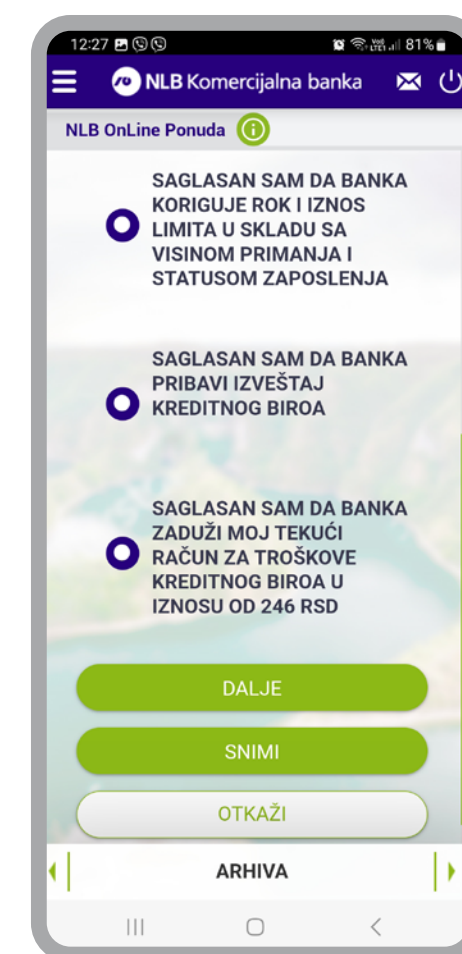 12:27 81%
NLB Komercijalna banka
NLB OnLine Ponuda i
SAGLASAN SAM DA BANKA
KORIGUJE ROK I IZNOS
LIMITA U SKLADU SA
VISINOM PRIMANJA I
STATUSOM ZAPOSLENJA
SAGLASAN SAM DA BANKA
PRIBAVI IZVEŠTAJ
KREDITNOG BIROA
SAGLASAN SAM DA BANKA
ZADUŽI MOJ TEKUĆI
RAČUN ZA TROŠKOVE
KREDITNOG BIROA U
IZNOSU OD 246 RSD
DALJE
SNIMI
OTKAŽI
ARHIVA